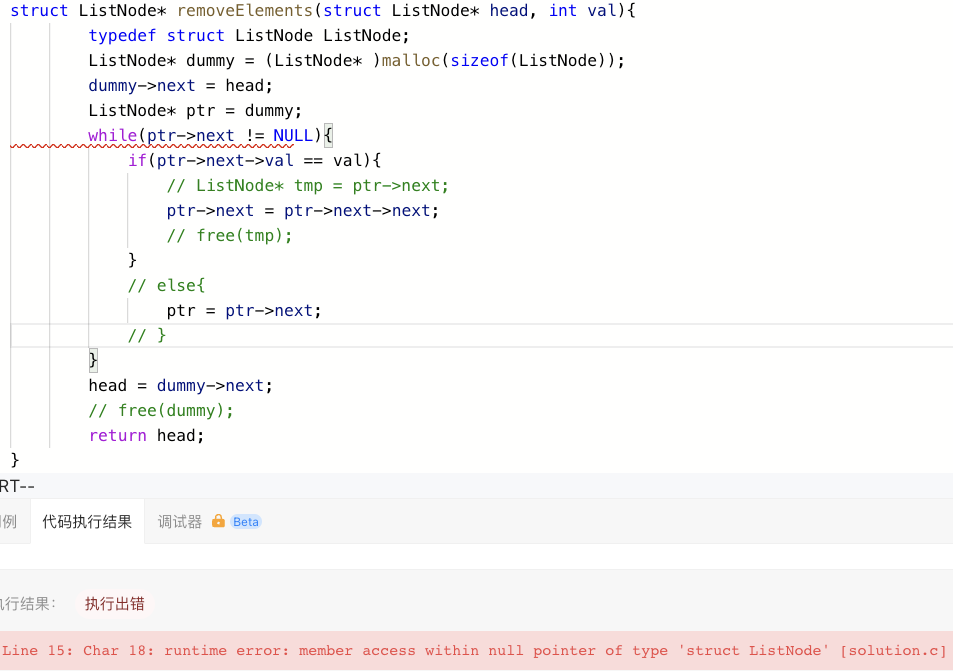 struct ListNode* removeElements(struct ListNode* head, int val){
typedef struct ListNode ListNode;
ListNode* dummy = (ListNode* )malloc(sizeof(ListNode));
dummy->next = head;
ListNode* ptr = dummy;
while(ptr->next != NULL){
if(ptr->next->val == val){
// ListNode* tmp = ptr->next;
ptr->next = ptr->next->next;
// free(tmp);
}
// else{
ptr = ptr->next;
// }
}
head = dummy->next;
// free(dummy);
return head;
}
RT--
例 代码执行结果 调试器 Beta
执行结果： 执行出错
Line 15: Char 18: runtime error: member access within null pointer of type 'struct ListNode' [solution.c]